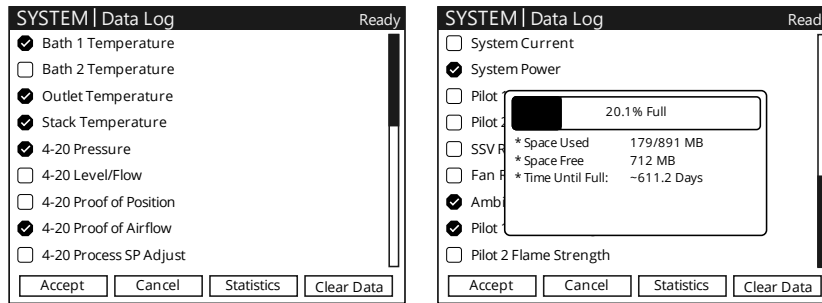 SYSTEM | Data Log Ready
Bath 1 Temperature
Bath 2 Temperature
Outlet Temperature
Stack Temperature
4-20 Pressure
4-20 Level/Flow
4-20 Proof of Position
4-20 Proof of Airflow
4-20 Process SP Adjust
Accept Cancel Statistics Clear Data
SYSTEM | Data Log Read
System Current
System Power
Pilot 1
Pilot 2
SSV R
Fan
Ambi
Pilot 1
Pilot 2 Flame Strength
20.1% Full
* Space Used 179/891 MB
* Space Free 712 MB
* Time Until Full: ~611.2 Days
Accept Cancel Statistics Clear Data